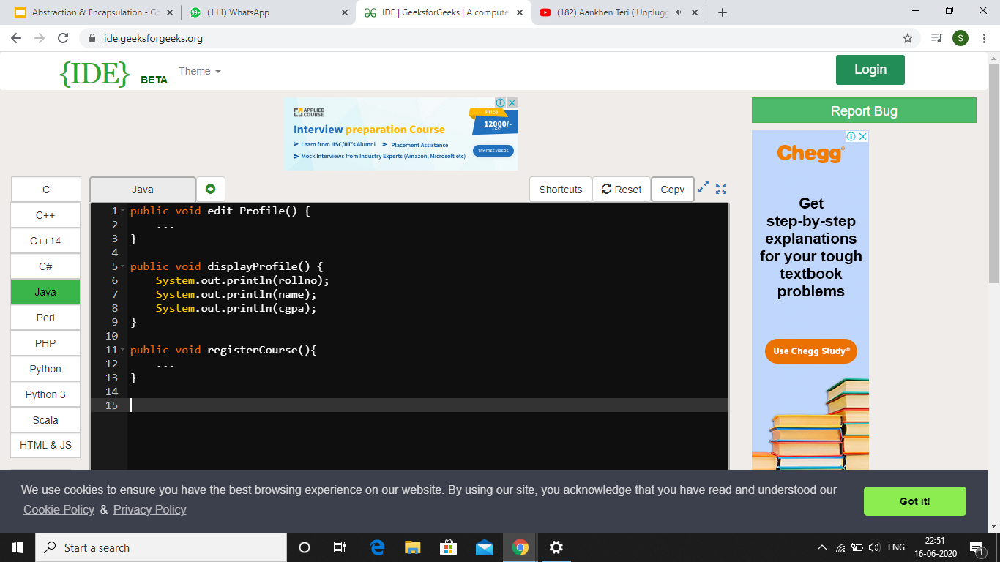 Abstraction & Encapsulation - Go
(111) WhatsApp
IDE | GeeksforGeeks | A compute
(182) Aankhen Teri ( Unplugg
ide.geeksforgeeks.org
S
{IDE} BETA
Theme
Login
APPLIED COURSE
Interview preparation Course
Learn from IISC/IIT's Alumni
Placement Assistance
Mock Interviews from Industry Experts (Amazon, Microsoft etc)
Price
12000/-
+ GST
TRY FREE VIDEOS
Report Bug
Chegg
Get
step-by-step
explanations
for your tough
textbook
problems
Use Chegg Study®
C
C++
C++14
C#
Java
Perl
PHP
Python
Python 3
Scala
HTML & JS
Java
Shortcuts
Reset
Copy
1 public void edit Profile() {
2 ...
3 }
4
5 public void displayProfile() {
6 System.out.println(rollno);
7 System.out.println(name);
8 System.out.println(cgpa);
9 }
10
11 public void registerCourse(){
12 ...
13 }
14
15
We use cookies to ensure you have the best browsing experience on our website. By using our site, you acknowledge that you have read and understood our
Cookie Policy & Privacy Policy
Got it!
Start a search
ENG
22:51
16-06-2020
1